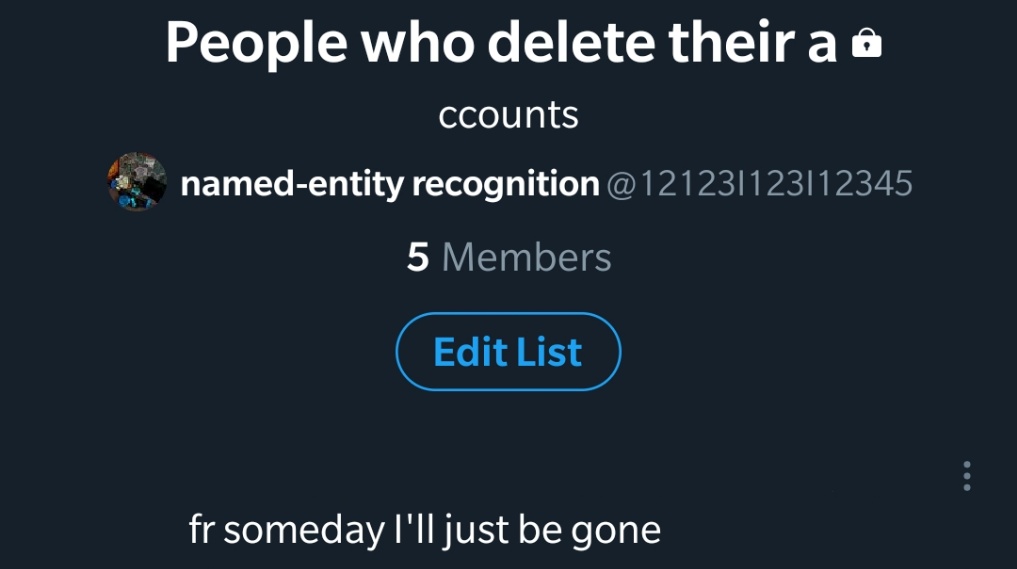 People who delete their a
ccounts
named-entity recognition @12123I123I12345
5 Members
Edit List
fr someday I'll just be gone